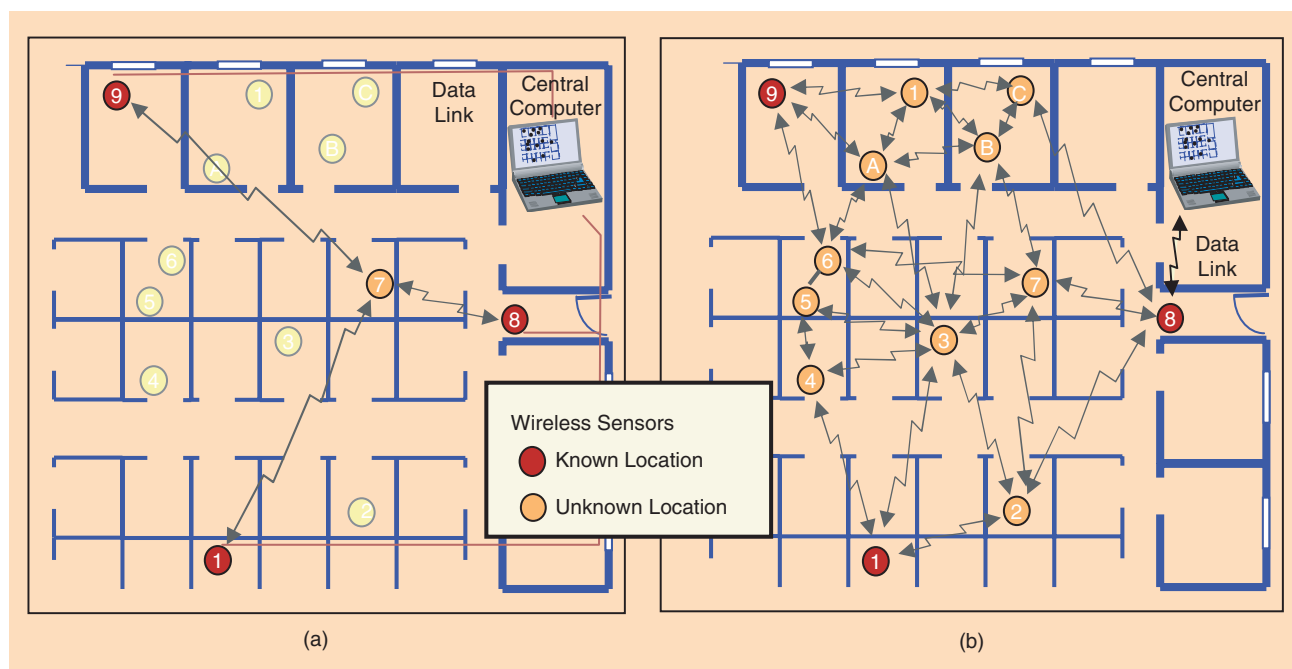 9
1
C
B
A
Data
Link
Central
Computer
6
5
7
8
3
4
2
1
(a)
9
1
C
B
A
Central
Computer
6
5
7
Data
Link
8
3
4
2
1
(b)
Wireless Sensors
Known Location
Unknown Location